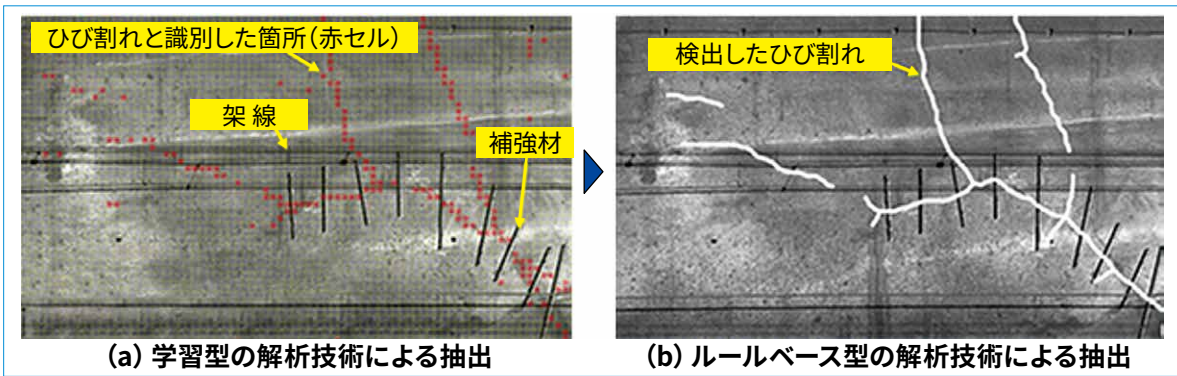 ひび割れと識別した箇所（赤セル）
架 線
補強材
検出したひび割れ
(a) 学習型の解析技術による抽出
(b) ルールベース型の解析技術による抽出